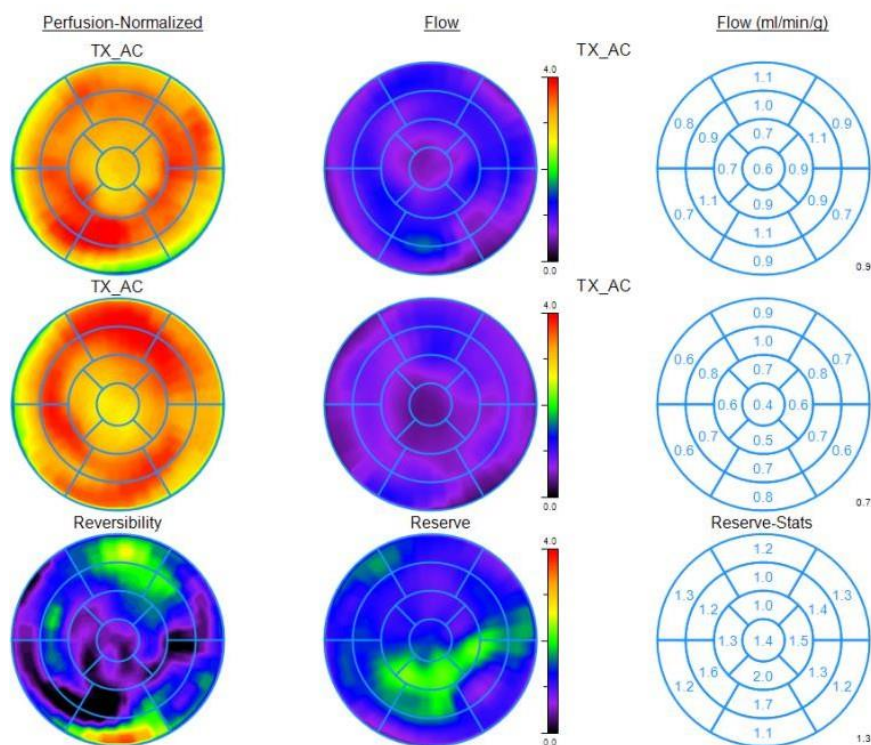 Perfusion-Normalized Flow Flow (ml/min/g)
TX_AC TX_AC
4.0
0.0
1.1
1.0
0.8 0.9
0.9 0.7 1.1
0.7 0.6 0.9
0.7 1.1 0.9 0.9 0.7
1.1
0.9
0.9
TX_AC TX_AC
4.0
0.0
0.9
1.0
0.6 0.7
0.8 0.7 0.8
0.6 0.4 0.6
0.6 0.7 0.5 0.7 0.6
0.7
0.8
0.7
Reversibility Reserve Reserve-Stats
4.0
0.0
1.2
1.0
1.3 1.3
1.2 1.0 1.4
1.3 1.4 1.5
1.2 1.6 2.0 1.3 1.2
1.7
1.1
1.3